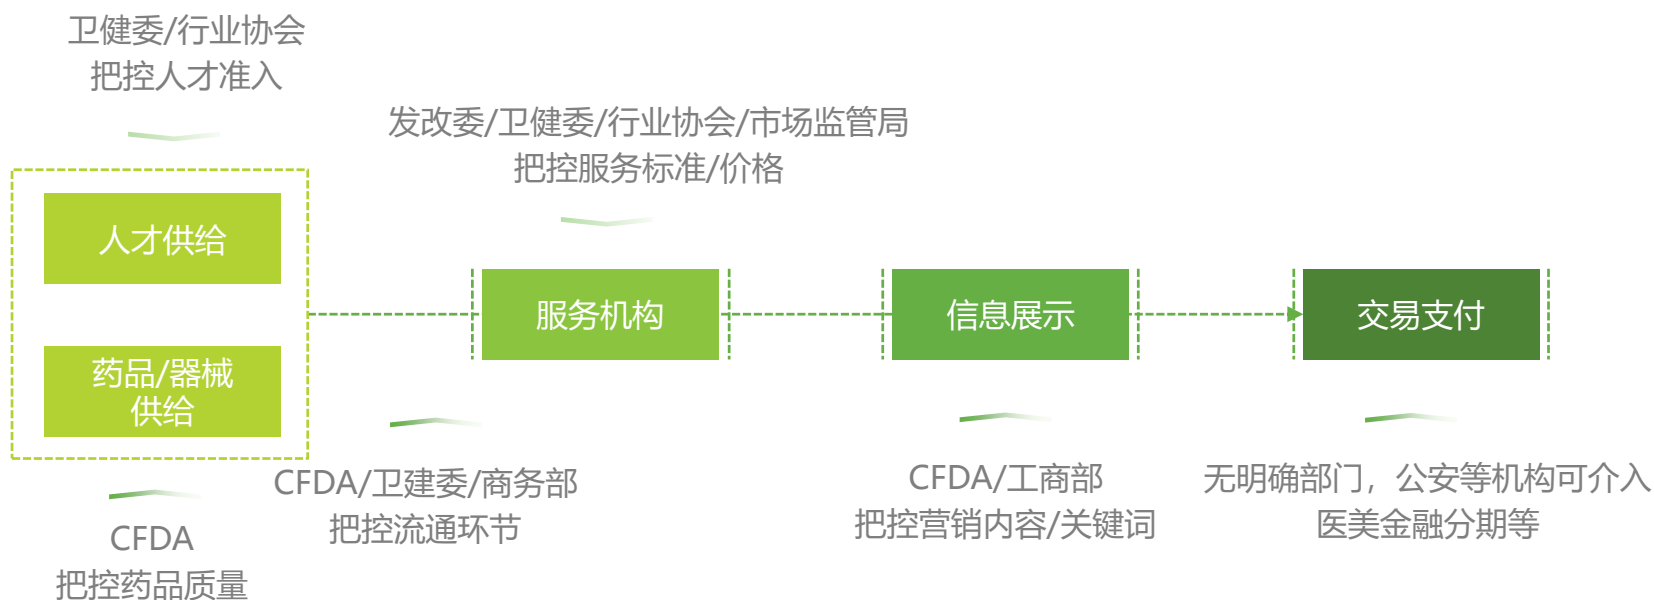 卫健委/行业协会
把控人才准入
发改委/卫健委/行业协会/市场监管局
把控服务标准/价格
人才供给
药品/器械
供给
服务机构
信息展示
交易支付
CFDA
把控药品质量
CFDA/卫建委/商务部
把控流通环节
CFDA/工商部
把控营销内容/关键词
无明确部门，公安等机构可介入
医美金融分期等